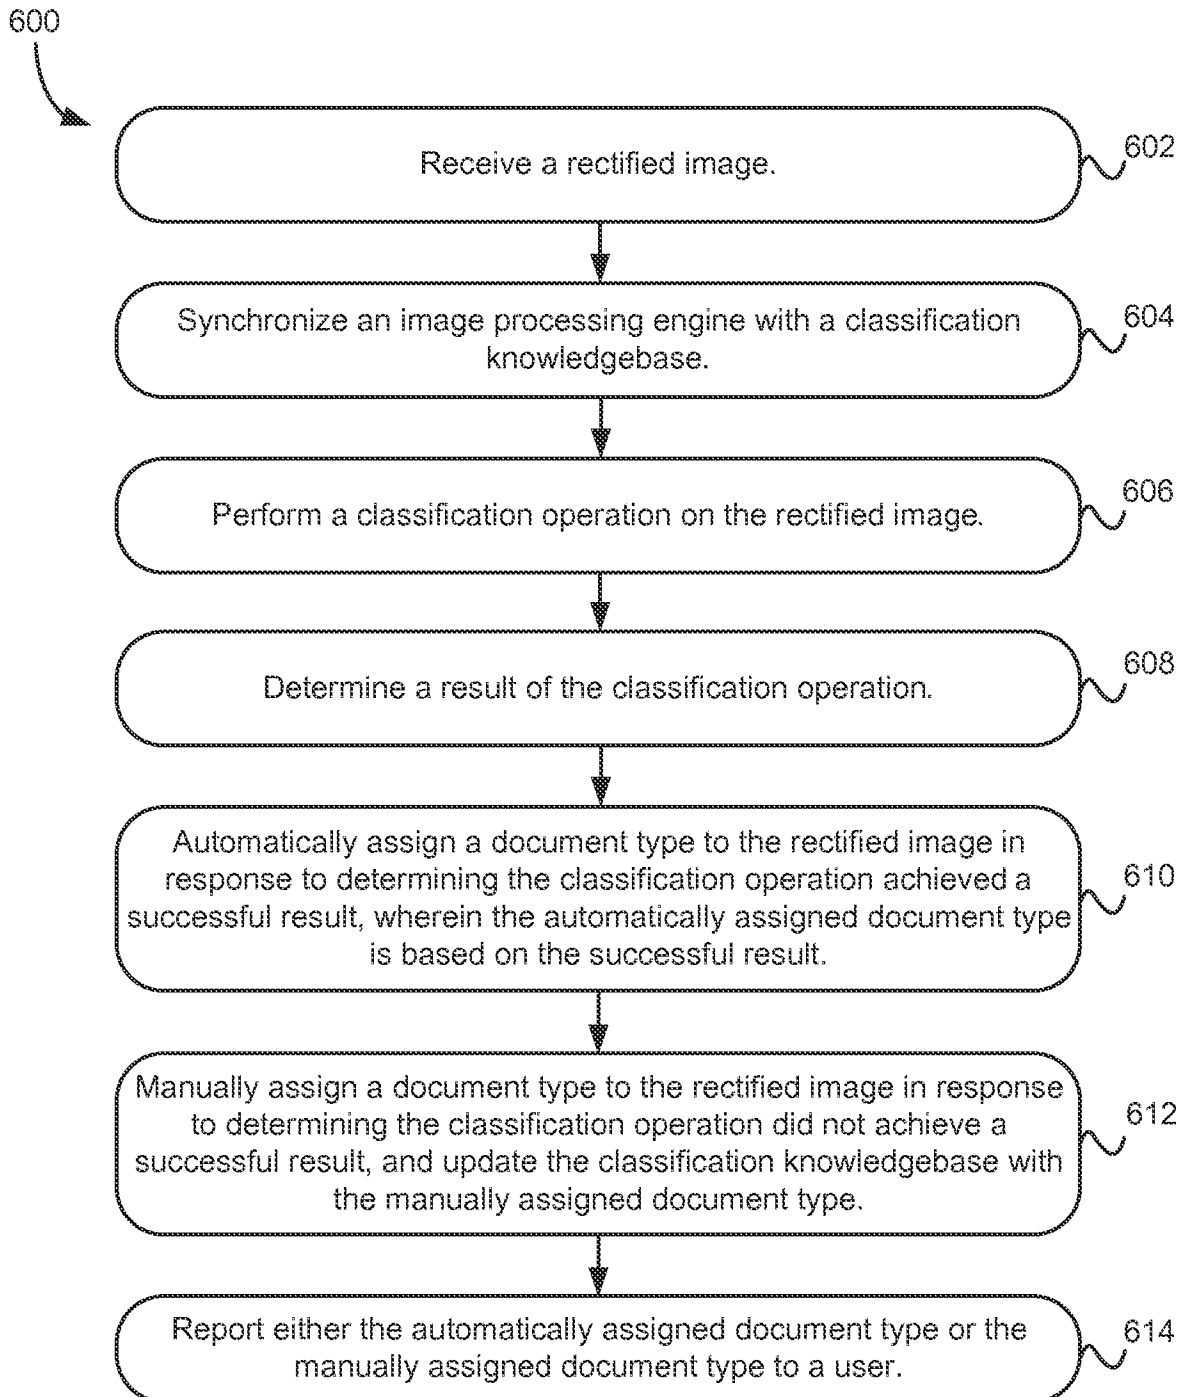 600
Receive a rectified image.
602
Synchronize an image processing engine with a classification
knowledgebase.
604
Perform a classification operation on the rectified image.
606
Determine a result of the classification operation.
608
Automatically assign a document type to the rectified image in
response to determining the classification operation achieved a
successful result, wherein the automatically assigned document type
is based on the successful result.
610
Manually assign a document type to the rectified image in response
to determining the classification operation did not achieve a
successful result, and update the classification knowledgebase with
the manually assigned document type.
612
Report either the automatically assigned document type or the
manually assigned document type to a user.
614